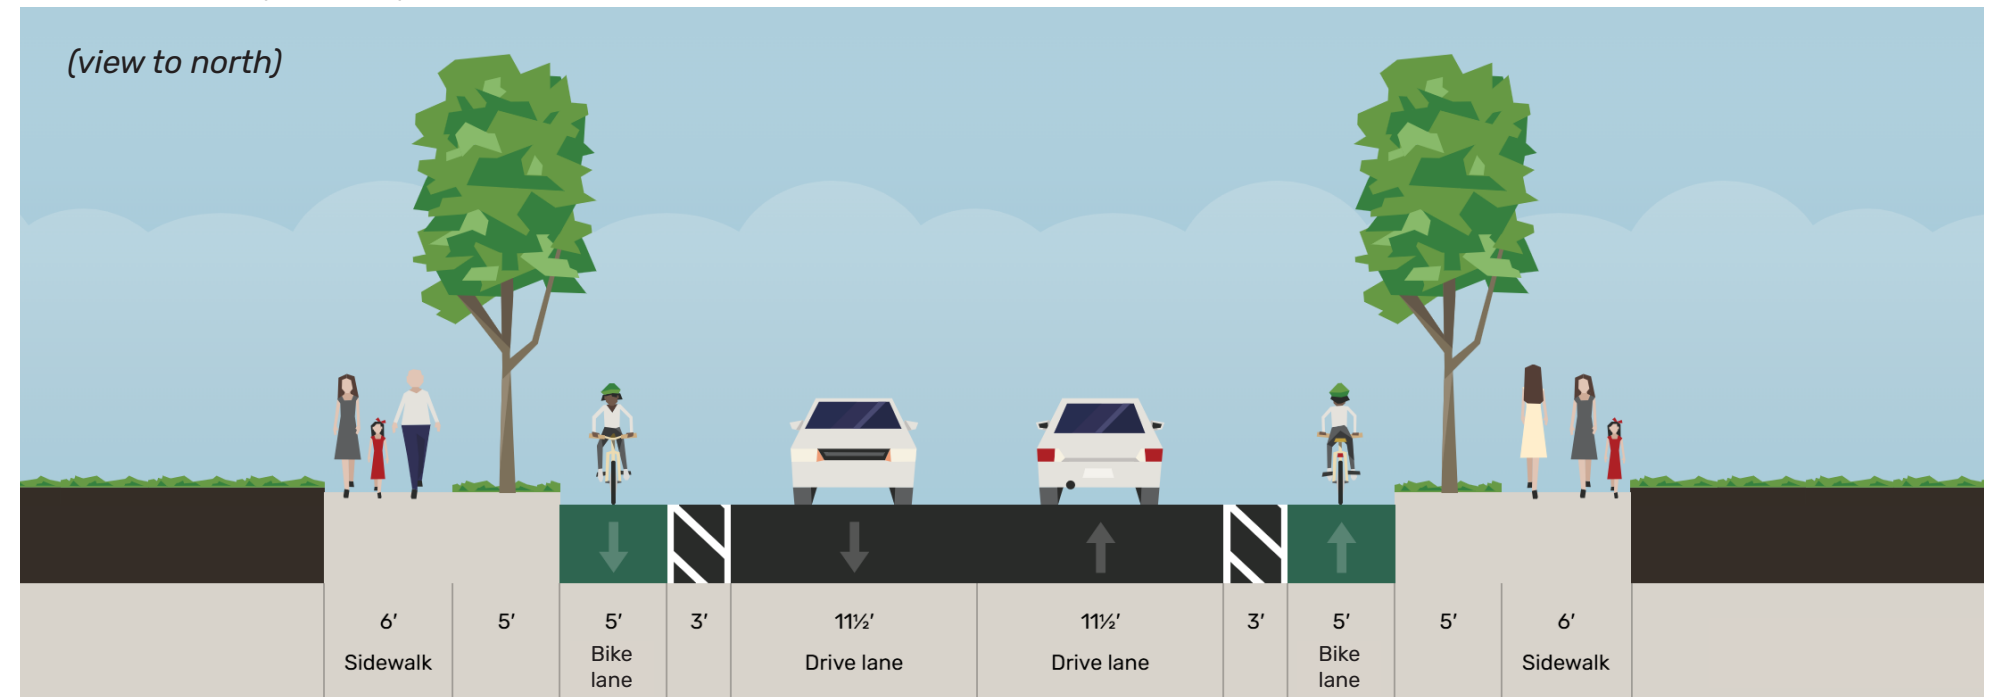 (view to north)
6′ 5′ 5′ 3′ 11½′ 11½′ 3′ 5′ 5′ 6′
Sidewalk Bike lane Drive lane Drive lane Bike lane Sidewalk